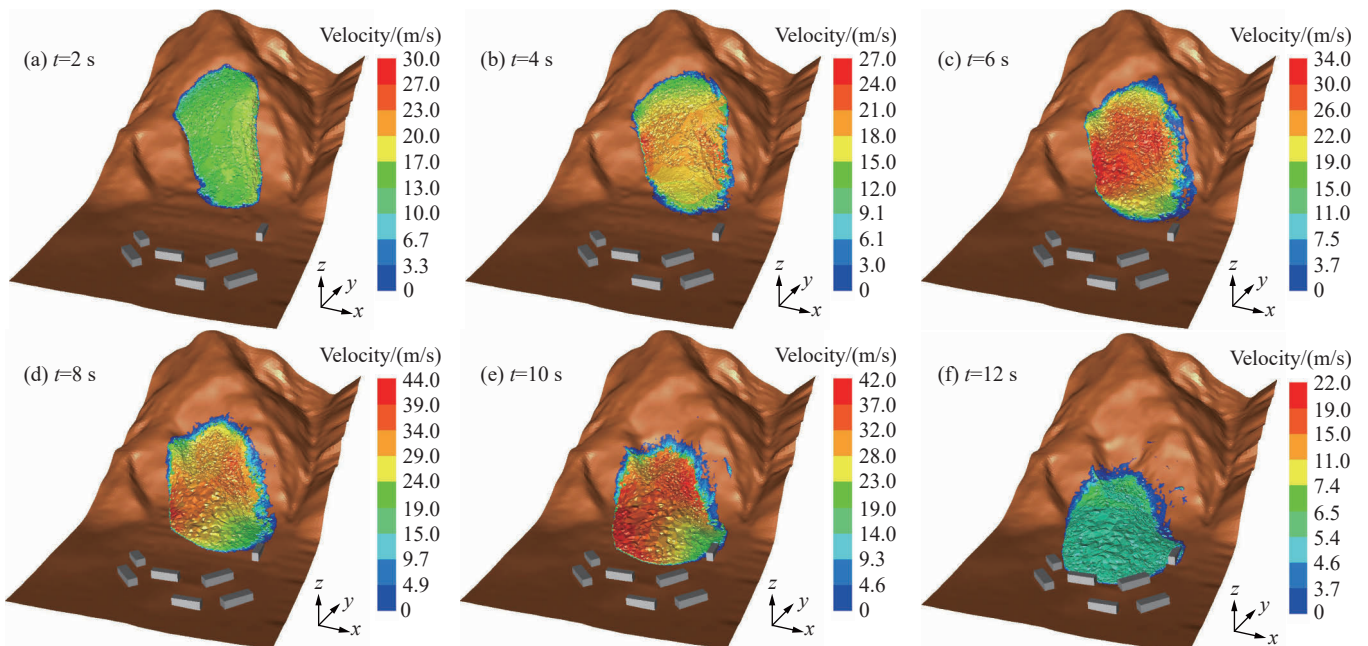 (a) t=2 s
Velocity/(m/s)
30.0
27.0
23.0
20.0
17.0
13.0
10.0
6.7
3.3
0
z
y
x
(b) t=4 s
Velocity/(m/s)
27.0
24.0
21.0
18.0
15.0
12.0
9.1
6.1
3.0
0
z
y
x
(c) t=6 s
Velocity/(m/s)
34.0
30.0
26.0
22.0
19.0
15.0
11.0
7.5
3.7
0
z
y
x
(d) t=8 s
Velocity/(m/s)
44.0
39.0
34.0
29.0
24.0
19.0
15.0
9.7
4.9
0
z
y
x
(e) t=10 s
Velocity/(m/s)
42.0
37.0
32.0
28.0
23.0
19.0
14.0
9.3
4.6
0
z
y
x
(f) t=12 s
Velocity/(m/s)
22.0
19.0
15.0
11.0
7.4
6.5
5.4
4.6
3.7
0
z
y
x